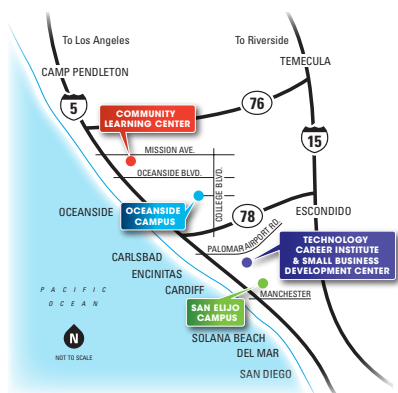 To Los Angeles
To Riverside
TEMECULA
CAMP PENDLETON
5
76
COMMUNITY
LEARNING CENTER
15
MISSION AVE.
OCEANSIDE BLVD.
COLLEGE BLVD.
OCEANSIDE
OCEANSIDE
CAMPUS
78
ESCONDIDO
PALOMAR AIRPORT RD.
TECHNOLOGY
CAREER INSTITUTE
& SMALL BUSINESS
DEVELOPMENT CENTER
CARLSBAD
ENCINITAS
CARDIFF
PACIFIC
OCEAN
MANCHESTER
SAN ELIJO
CAMPUS
N
NOT TO SCALE
SOLANA BEACH
DEL MAR
SAN DIEGO